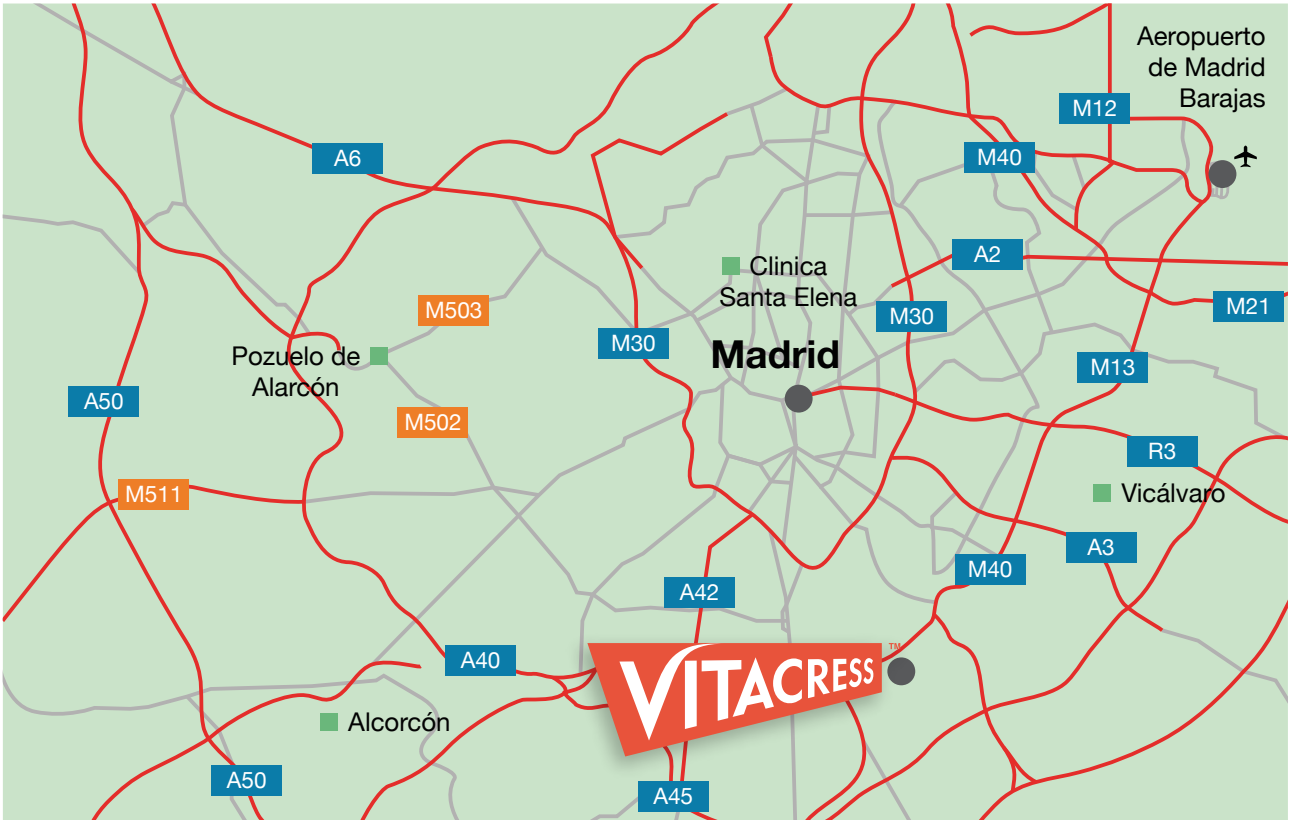 Aeropuerto
de Madrid
Barajas
M12
A6
M40
A2
Clinica
Santa Elena
M503
M30
M21
M30
Pozuelo de
Alarcón
Madrid
M13
A50
M502
R3
M511
Vicálvaro
A3
M40
A42
VITACRESS
TM
A40
Alcorcón
A50
A45